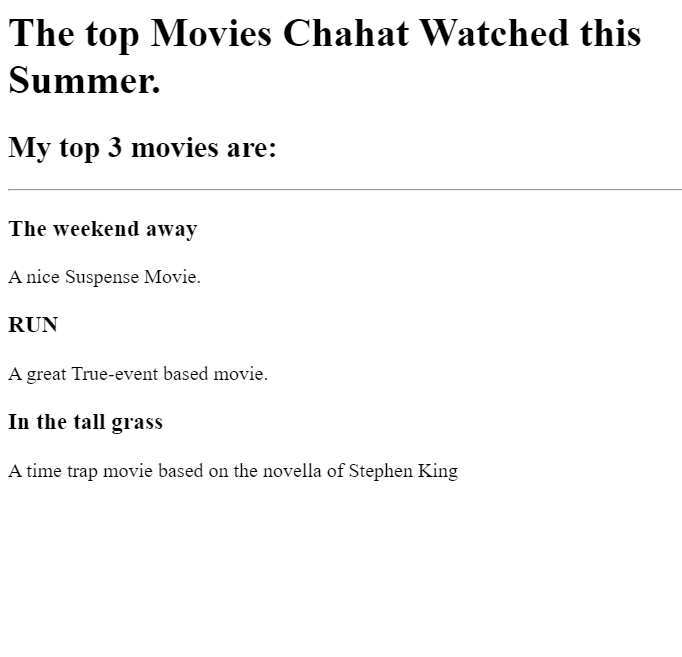 The top Movies Chahat Watched this
Summer.
My top 3 movies are:
The weekend away
A nice Suspense Movie.
RUN
A great True-event based movie.
In the tall grass
A time trap movie based on the novella of Stephen King